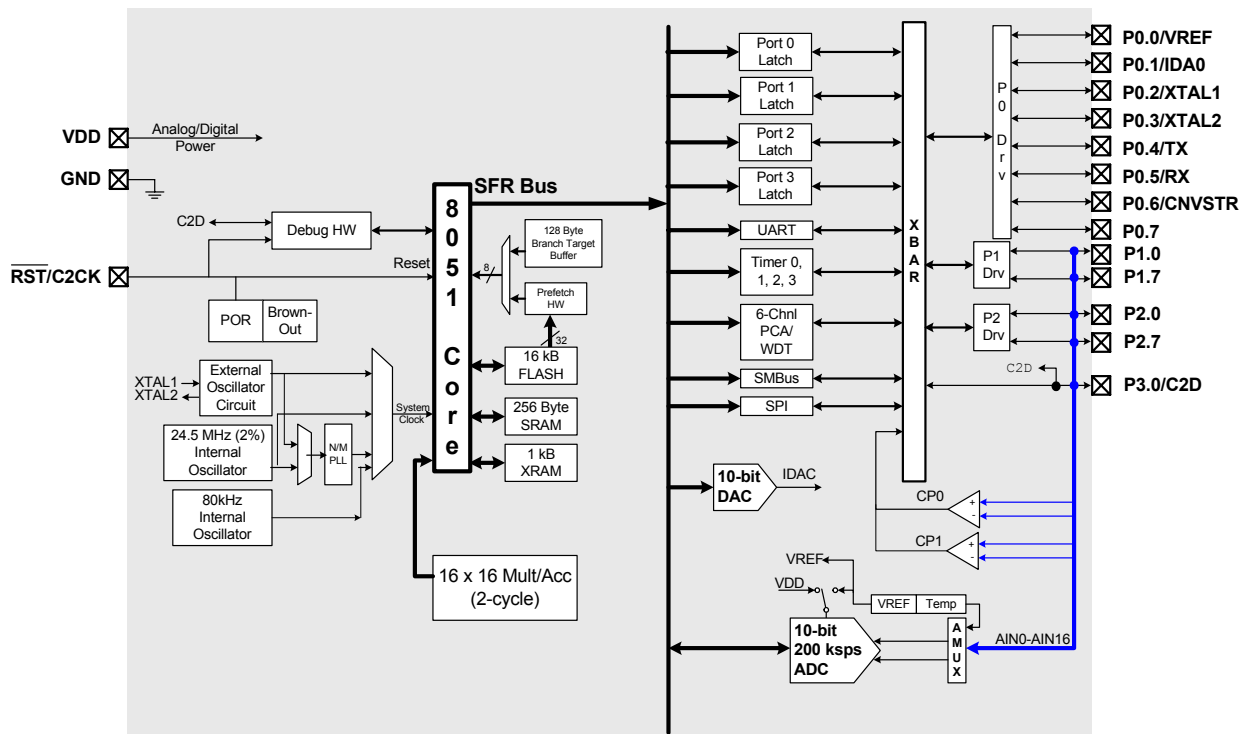 VDD
Analog/Digital
Power
GND
C2D
Debug HW
RST/C2CK
Reset
POR
Brown-
Out
XTAL1
XTAL2
External
Oscillator
Circuit
24.5 MHz (2%)
Internal
Oscillator
N/M
PLL
System
Clock
80kHz
Internal
Oscillator
8051 Core
SFR Bus
128 Byte
Branch Target
Buffer
8
Prefetch
HW
32
16 kB
FLASH
256 Byte
SRAM
1 kB
XRAM
16 x 16 Mult/Acc
(2-cycle)
Port 0
Latch
Port 1
Latch
Port 2
Latch
Port 3
Latch
UART
Timer 0,
1, 2, 3
6-Chnl
PCA/
WDT
SMBus
SPI
10-bit
DAC
IDAC
XBAR
P0 Drv
P1
Drv
P2
Drv
C2D
CP0
+
-
CP1
+
-
VREF
VDD
VREF
Temp
10-bit
200 ksps
ADC
AMUX
AIN0-AIN16
P0.0/VREF
P0.1/IDA0
P0.2/XTAL1
P0.3/XTAL2
P0.4/TX
P0.5/RX
P0.6/CNVSTR
P0.7
P1.0
P1.7
P2.0
P2.7
P3.0/C2D